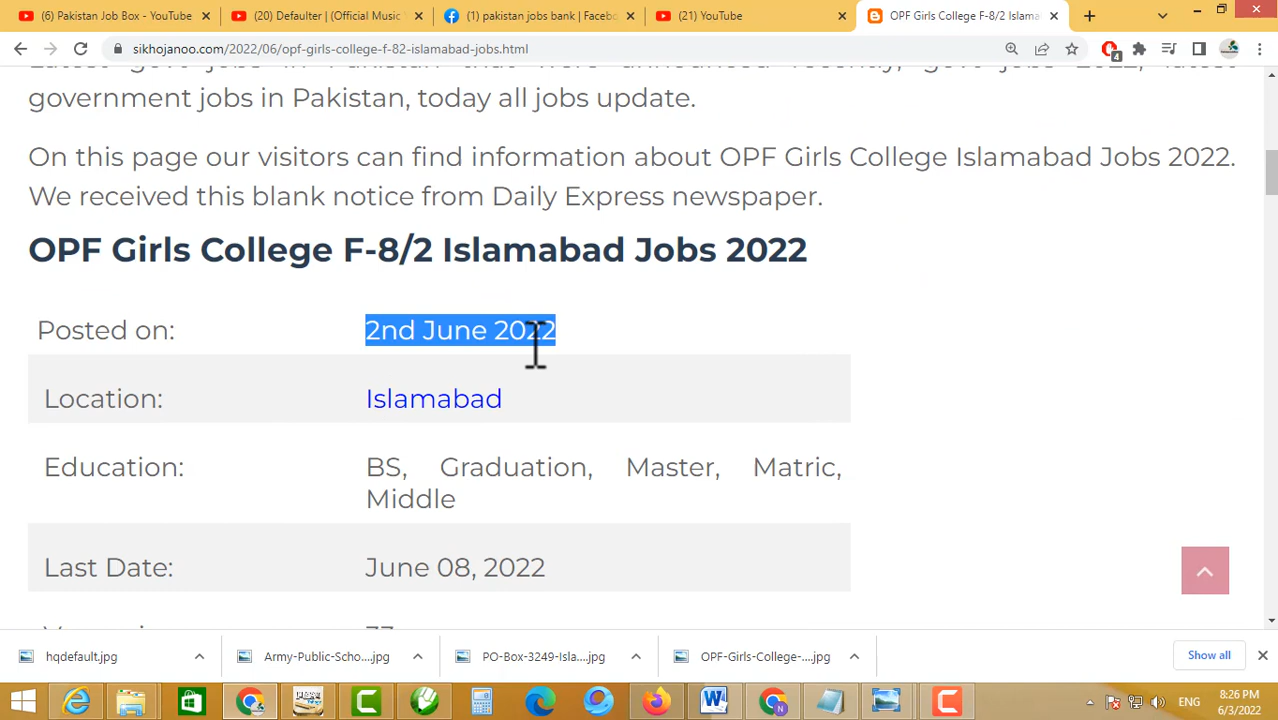 (6) Pakistan Job Box - YouTube
(20) Defaulter | (Official Music
(1) pakistan jobs bank | Faceb
(21) YouTube
OPF Girls College F-8/2 Islama
sikhojanoo.com/2022/06/opf-girls-college-f-82-islamabad-jobs.html
4
government jobs in Pakistan, today all jobs update.
On this page our visitors can find information about OPF Girls College Islamabad Jobs 2022.
We received this blank notice from Daily Express newspaper.
OPF Girls College F-8/2 Islamabad Jobs 2022
Posted on: 2nd June 2022
Location: Islamabad
Education: BS, Graduation, Master, Matric,
Middle
Last Date: June 08, 2022
hqdefault.jpg
Army-Public-Scho....jpg
PO-Box-3249-Isla....jpg
OPF-Girls-College-....jpg
Show all
ENG
8:26 PM
6/3/2022